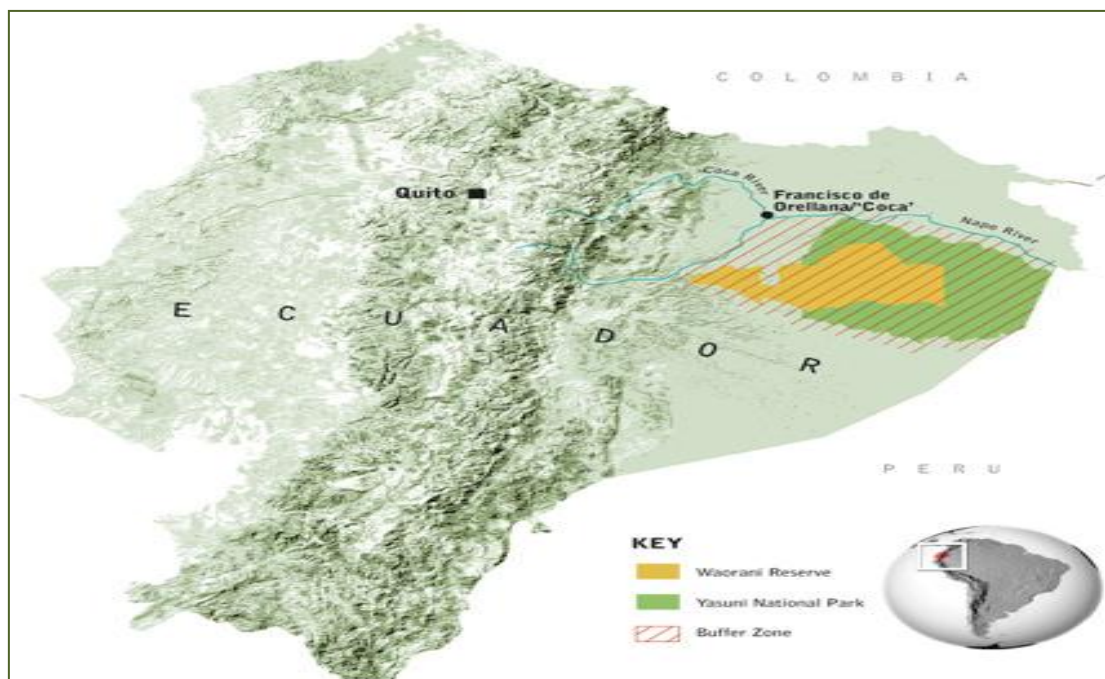 COLOMBIA
Coca River
Quito
Francisco de
Orellana/'Coca'
Napo River
ECUADOR
PERU
KEY
Waorani Reserve
Yasuni National Park
Buffer Zone